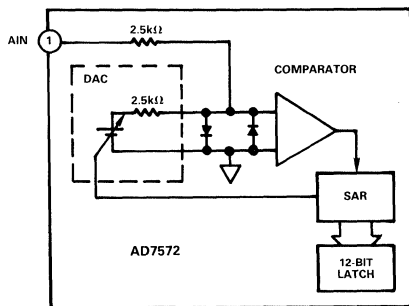 AIN
1
2.5kΩ
DAC
2.5kΩ
COMPARATOR
SAR
AD7572
12-BIT
LATCH